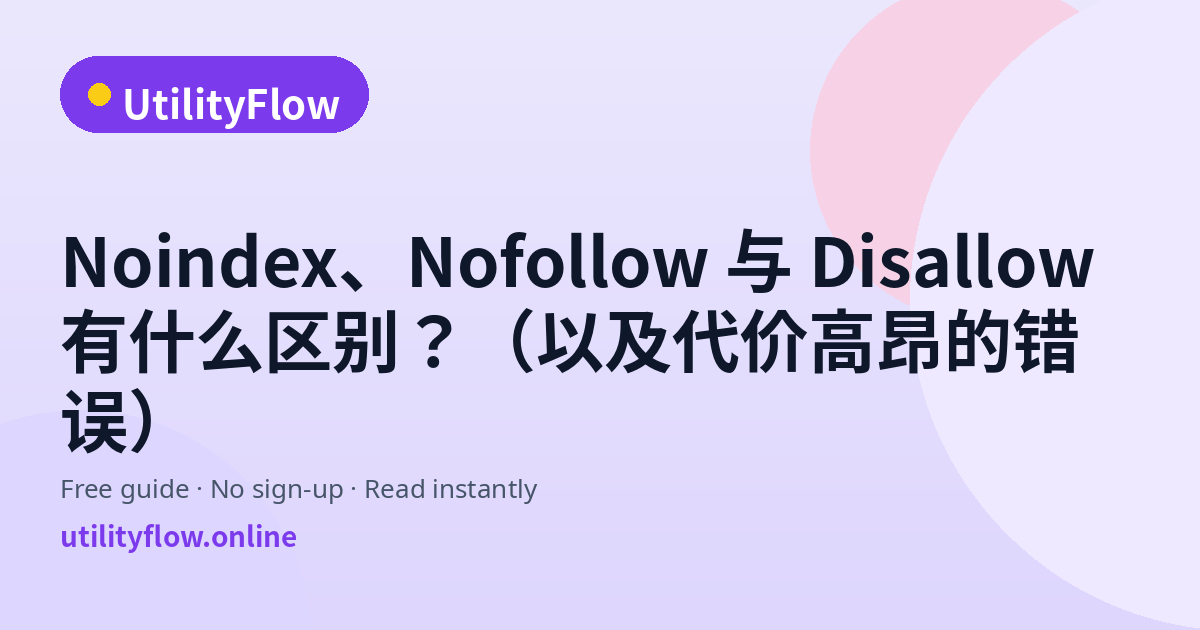 UtilityFlow
Noindex、Nofollow 与 Disallow
有什么区别？（以及代价高昂的错
误）
Free guide · No sign-up · Read instantly
utilityflow.online